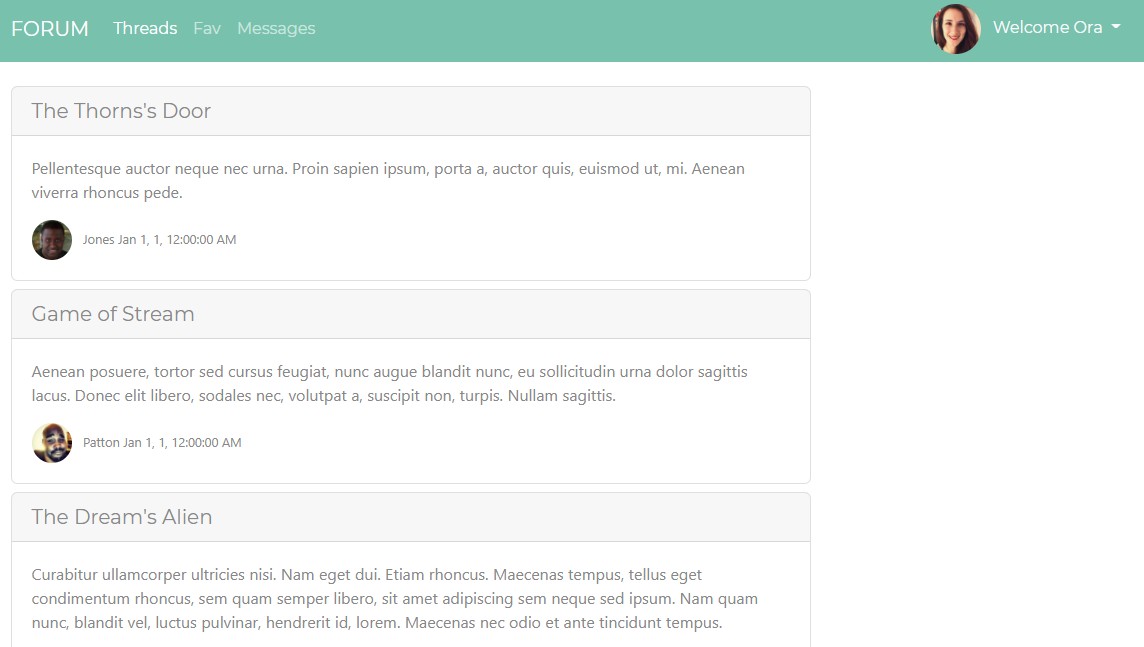 FORUM Threads Fav Messages Welcome Ora
The Thorns's Door
Pellentesque auctor neque nec urna. Proin sapien ipsum, porta a, auctor quis, euismod ut, mi. Aenean
viverra rhoncus pede.
Jones Jan 1, 1, 12:00:00 AM
Game of Stream
Aenean posuere, tortor sed cursus feugiat, nunc augue blandit nunc, eu sollicitudin urna dolor sagittis
lacus. Donec elit libero, sodales nec, volutpat a, suscipit non, turpis. Nullam sagittis.
Patton Jan 1, 1, 12:00:00 AM
The Dream's Alien
Curabitur ullamcorper ultricies nisi. Nam eget dui. Etiam rhoncus. Maecenas tempus, tellus eget
condimentum rhoncus, sem quam semper libero, sit amet adipiscing sem neque sed ipsum. Nam quam
nunc, blandit vel, luctus pulvinar, hendrerit id, lorem. Maecenas nec odio et ante tincidunt tempus.